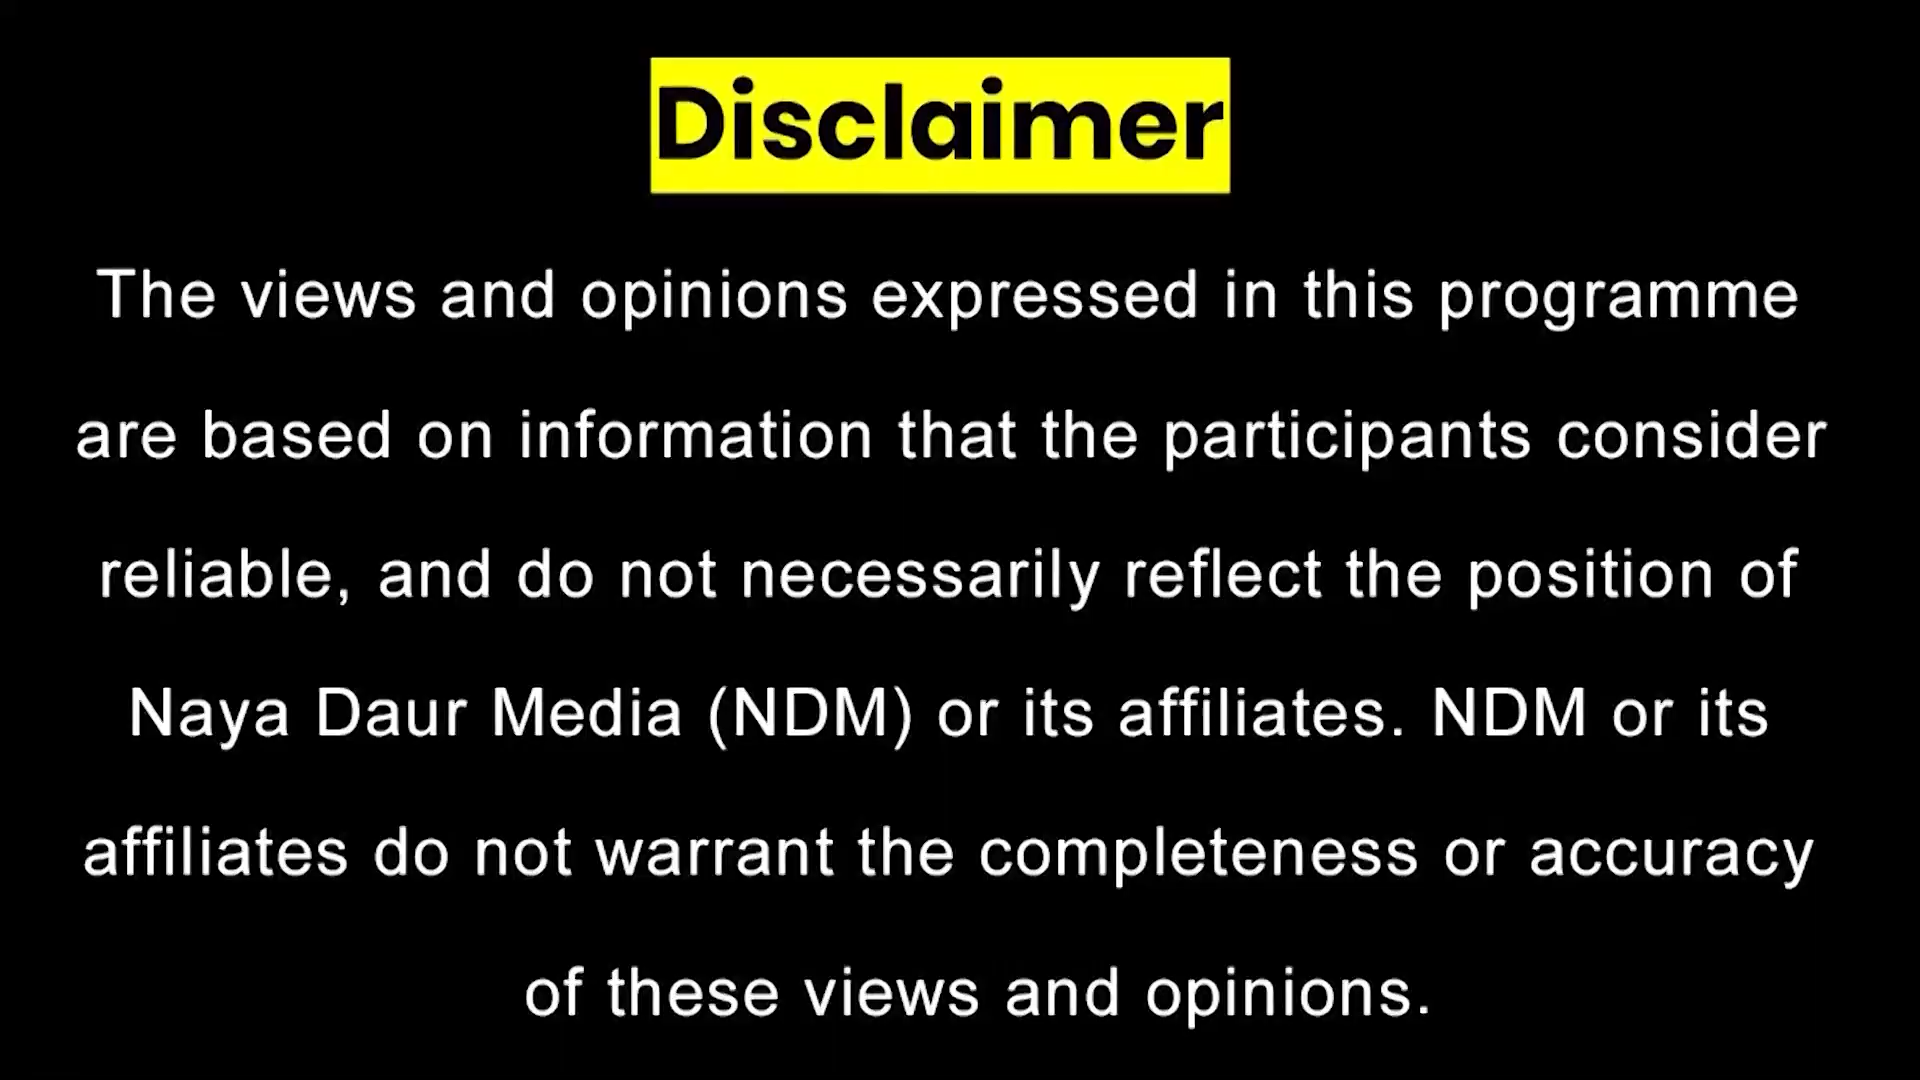 Disclaimer
The views and opinions expressed in this programme
are based on information that the participants consider
reliable, and do not necessarily reflect the position of
Naya Daur Media (NDM) or its affiliates. NDM or its
affiliates do not warrant the completeness or accuracy
of these views and opinions.